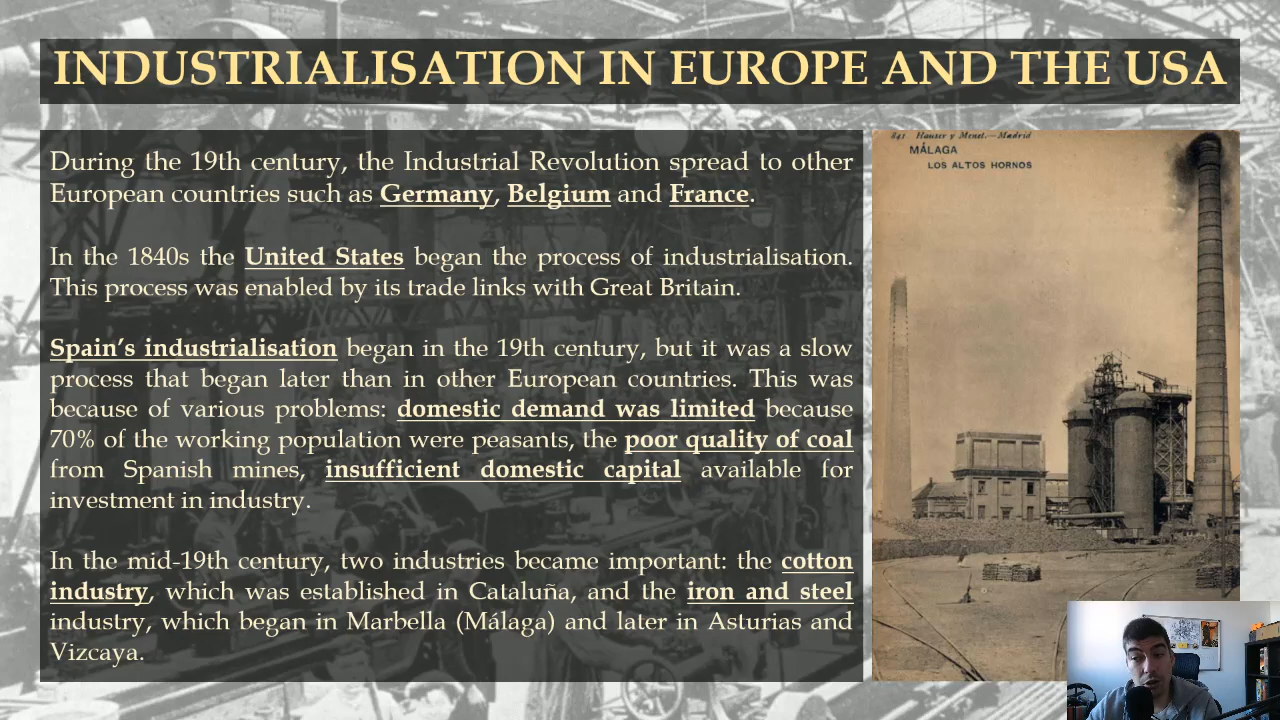 INDUSTRIALISATION IN EUROPE AND THE USA
During the 19th century, the Industrial Revolution spread to other
European countries such as Germany, Belgium and France.
In the 1840s the United States began the process of industrialisation.
This process was enabled by its trade links with Great Britain.
Spain’s industrialisation began in the 19th century, but it was a slow
process that began later than in other European countries. This was
because of various problems: domestic demand was limited because
70% of the working population were peasants, the poor quality of coal
from Spanish mines, insufficient domestic capital available for
investment in industry.
In the mid-19th century, two industries became important: the cotton
industry, which was established in Cataluña, and the iron and steel
industry, which began in Marbella (Málaga) and later in Asturias and
Vizcaya.
841 Hauser y Menet.—Madrid
MÁLAGA
LOS ALTOS HORNOS